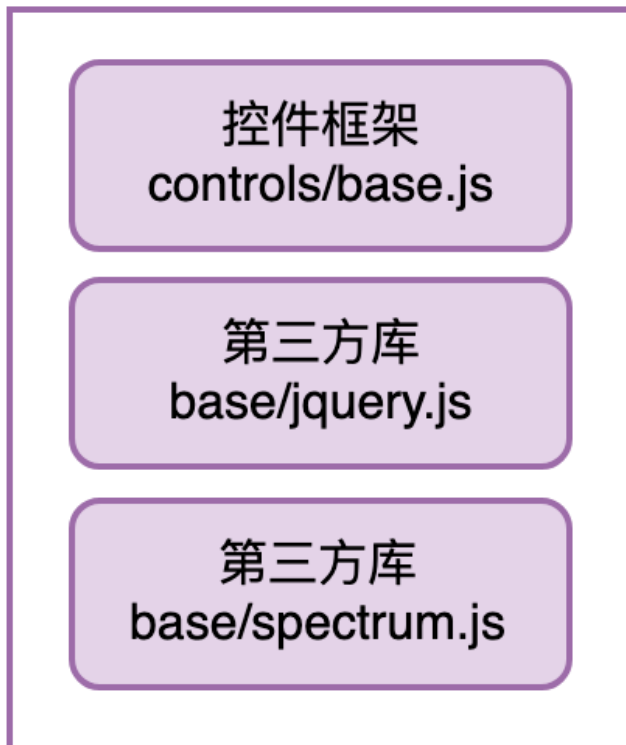 控件框架
controls/base.js
第三方库
base/jquery.js
第三方库
base/spectrum.js